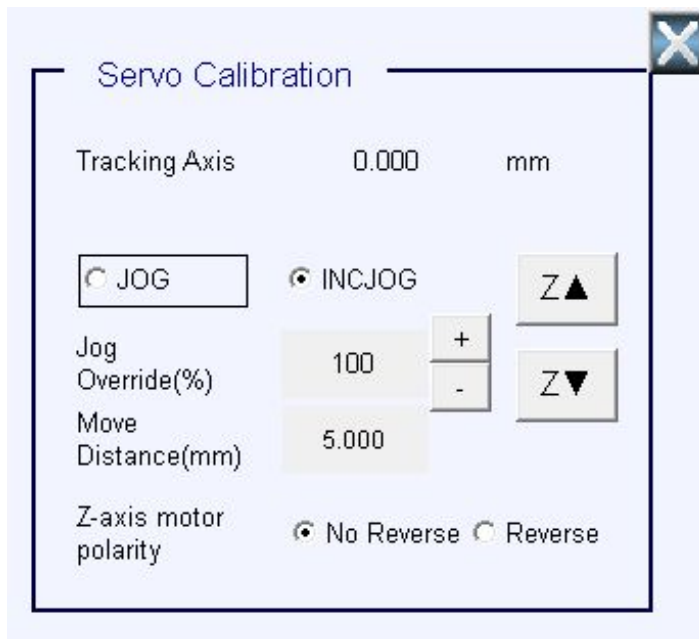 Servo Calibration
Tracking Axis 0.000 mm
JOG INCJOG Z▲
Jog
Override(%) 100 + -
Z▼
Move
Distance(mm) 5.000
Z-axis motor
polarity No Reverse Reverse